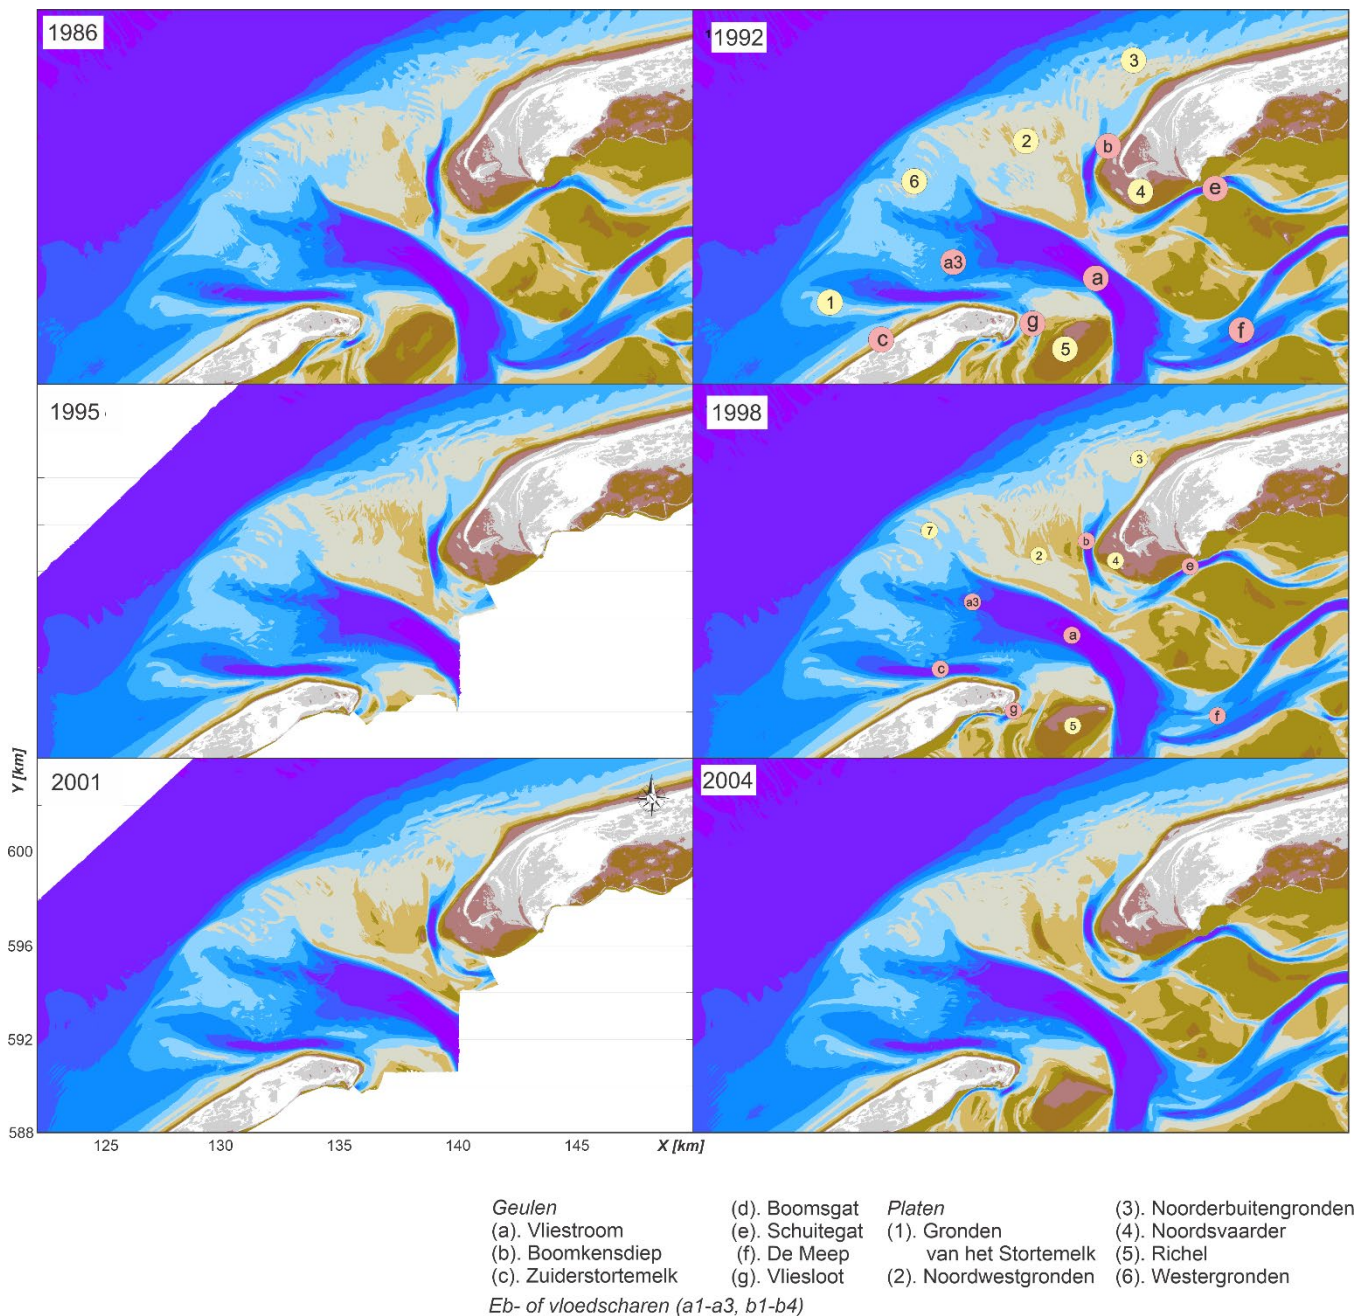 1986
1992
3
2
b
6
4
e
a3
a
1
g
f
c
5
1995
1998
3
7
b
2
4
e
a3
a
c
g
f
5
2001
2004
Y [km]
600
596
592
588
125 130 135 140 145 X [km]
Geulen (d). Boomsgat Platen (3). Noorderbuitengronden
(a). Vliestroom (e). Schuitegat (1). Gronden (4). Noordsvaarder
(b). Boomkensdiep (f). De Meep van het Stortemelk (5). Richel
(c). Zuiderstortemelk (g). Vliesloot (2). Noordwestgronden (6). Westergronden
Eb- of vloedscharen (a1-a3, b1-b4)